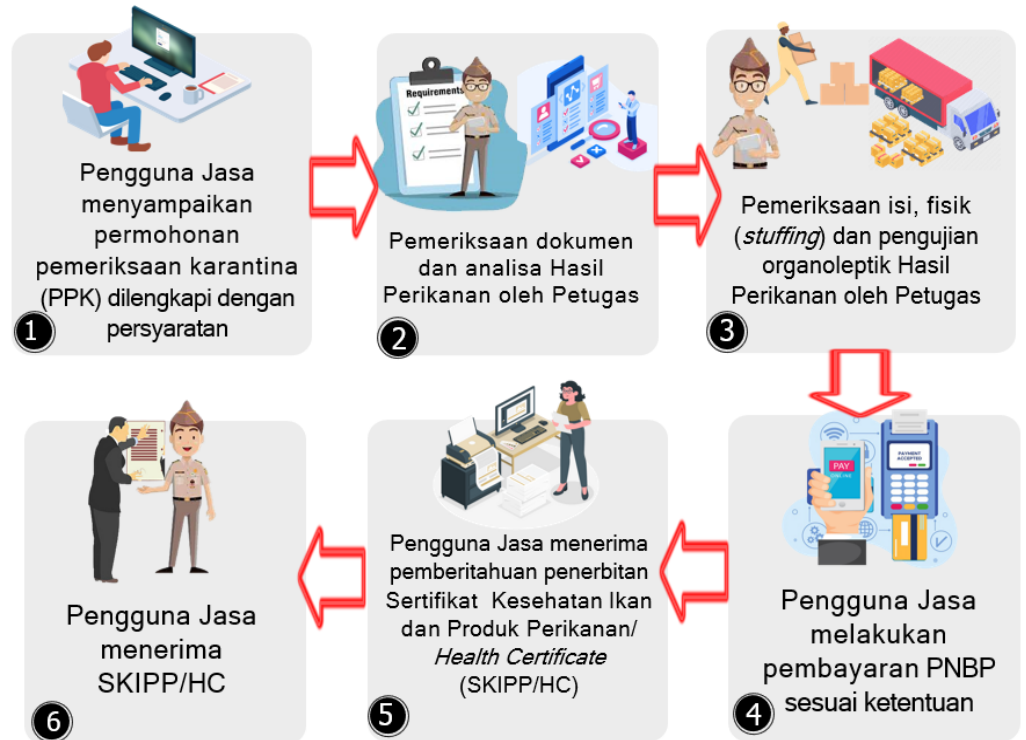 Pengguna Jasa
menyampaikan
permohonan
pemeriksaan karantina
(PPK) dilengkapi dengan
persyaratan
1
Requirements
Pemeriksaan dokumen
dan analisa Hasil
Perikanan oleh Petugas
2
Pemeriksaan isi, fisik
(stuffing) dan pengujian
organoleptik Hasil
Perikanan oleh Petugas
3
PAYMENT
ACCEPTED
PAY
Pengguna Jasa
melakukan
pembayaran PNBP
sesuai ketentuan
4
Pengguna Jasa menerima
pemberitahuan penerbitan
Sertifikat Kesehatan Ikan
dan Produk Perikanan/
Health Certificate
(SKIPP/HC)
5
Pengguna Jasa
menerima
SKIPP/HC
6